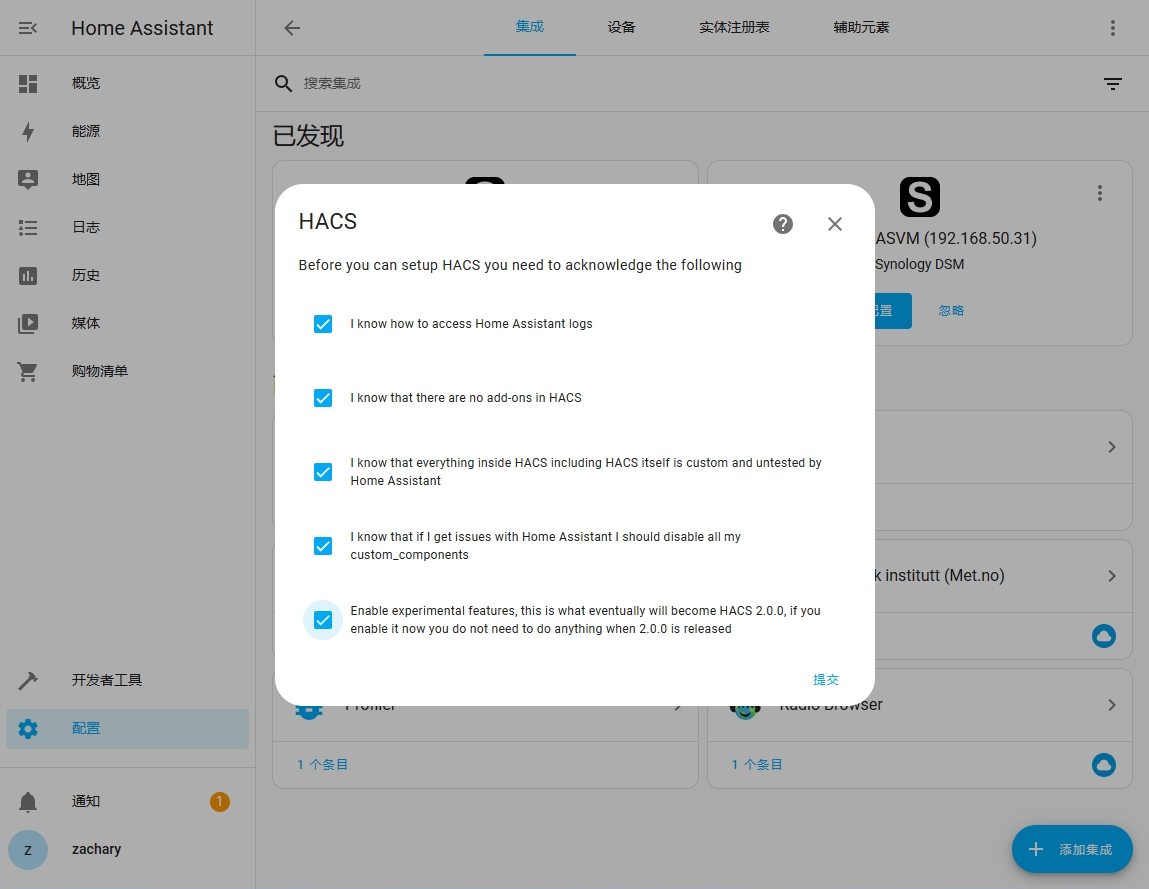 Home Assistant
集成
设备
实体注册表
辅助元素
概览
搜索集成
能源
已发现
地图
日志
历史
媒体
购物清单
S
ASVM (192.168.50.31)
Synology DSM
配置
忽略
HACS
Before you can setup HACS you need to acknowledge the following
I know how to access Home Assistant logs
I know that there are no add-ons in HACS
I know that everything inside HACS including HACS itself is custom and untested by
Home Assistant
I know that if I get issues with Home Assistant I should disable all my
custom_components
Enable experimental features, this is what eventually will become HACS 2.0.0, if you
enable it now you do not need to do anything when 2.0.0 is released
提交
k institutt (Met.no)
Profiler
Radio Browser
1 个条目
1 个条目
开发者工具
配置
通知
1
z
zachary
添加集成